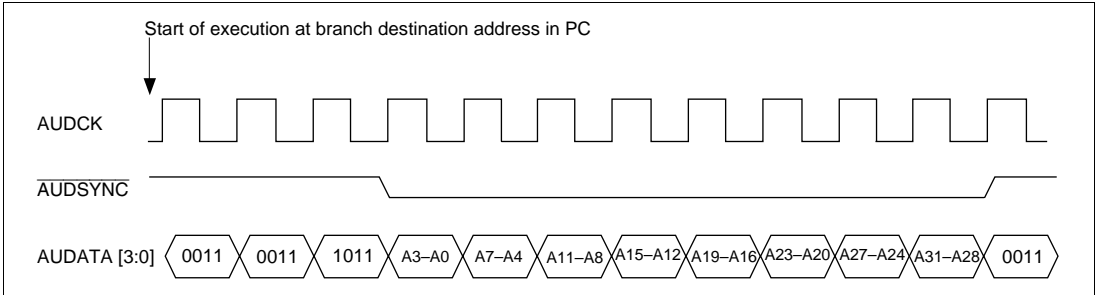 Start of execution at branch destination address in PC
AUDCK
AUDSYNC
AUDATA [3:0] 0011 0011 1011 A3–A0 A7–A4 A11–A8 A15–A12 A19–A16 A23–A20 A27–A24 A31–A28 0011